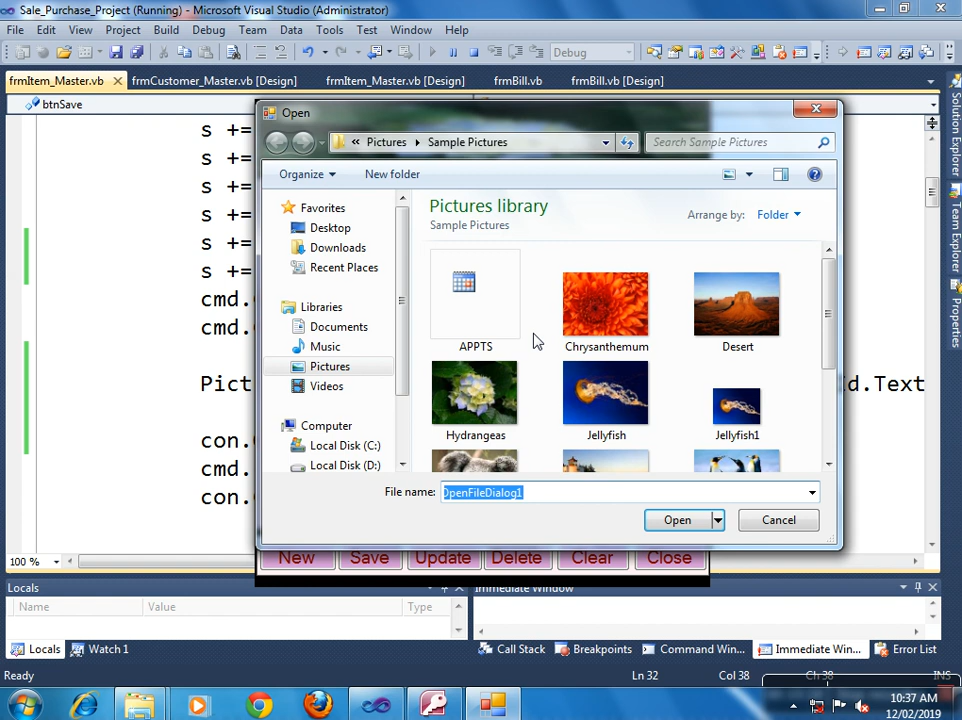 Sale_Purchase_Project (Running) - Microsoft Visual Studio (Administrator)
File Edit View Project Build Debug Team Data Tools Test Window Help
Debug
frmItem_Master.vb frmCustomer_Master.vb [Design] frmItem_Master.vb [Design] frmBill.vb frmBill.vb [Design]
btnSave
Open
Pictures Sample Pictures
Search Sample Pictures
Organize New folder
Favorites
Desktop
Downloads
Recent Places
Libraries
Documents
Music
Pictures
Videos
Computer
Local Disk (C:)
Local Disk (D:)
Pictures library
Sample Pictures
Arrange by: Folder
APPTS Chrysanthemum Desert
Hydrangeas Jellyfish Jellyfish1
File name: OpenFileDialog1
Open Cancel
s +=
s +=
s +=
s +=
s +=
s +=
cmd.
cmd.
Pict d.Text
con.
cmd.
con.
New Save Update Delete Clear Close
100 %
Solution Explorer
Team Explorer
Properties
Locals
Name Value Type
Immediate Window
Locals Watch 1
Call Stack Breakpoints Command Win... Immediate Win... Error List
Ready Ln 32 Col 38 Ch 38 INS
10:37 AM
12/02/2019